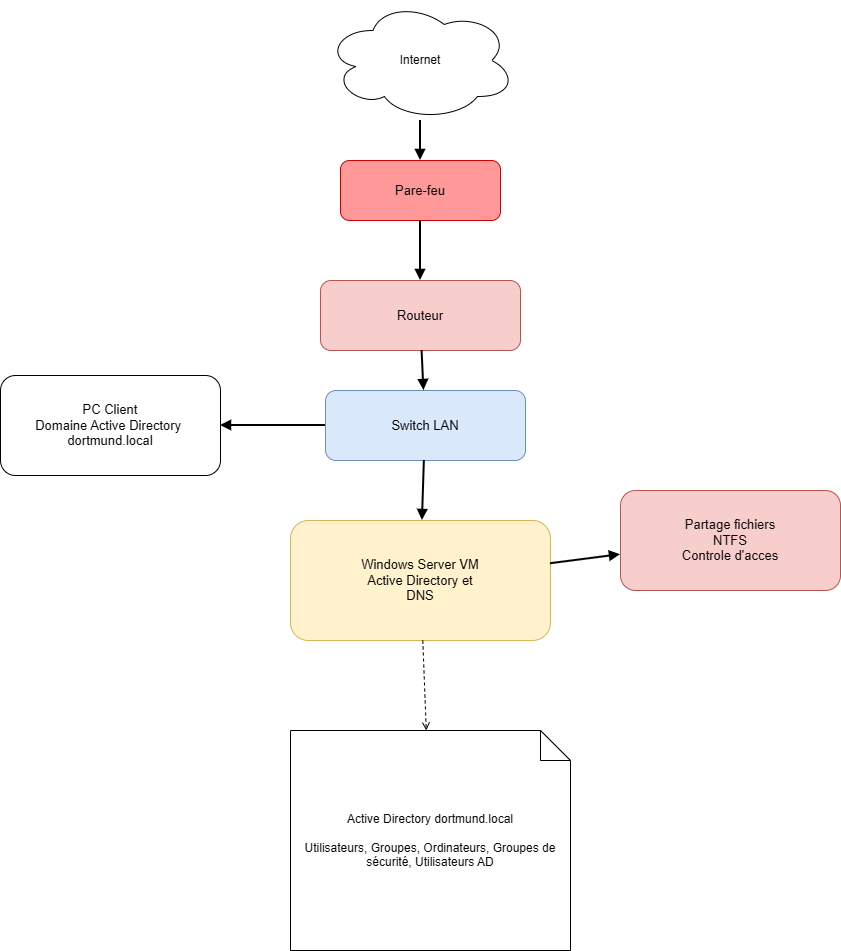 Internet
Pare-feu
Routeur
PC Client
Domaine Active Directory
dortmund.local
Switch LAN
Windows Server VM
Active Directory et
DNS
Partage fichiers
NTFS
Controle d'acces
Active Directory dortmund.local
Utilisateurs, Groupes, Ordinateurs, Groupes de
sécurité, Utilisateurs AD